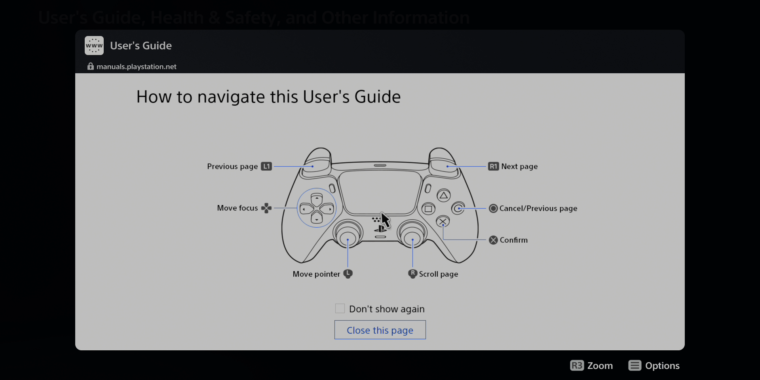 User's Guide, Health & Safety, and Other Information
www
User's Guide
manuals.playstation.net
How to navigate this User's Guide
Previous page L1
R1 Next page
Move focus
Cancel/Previous page
Confirm
Move pointer L
R Scroll page
Don't show again
Close this page
R3 Zoom
Options